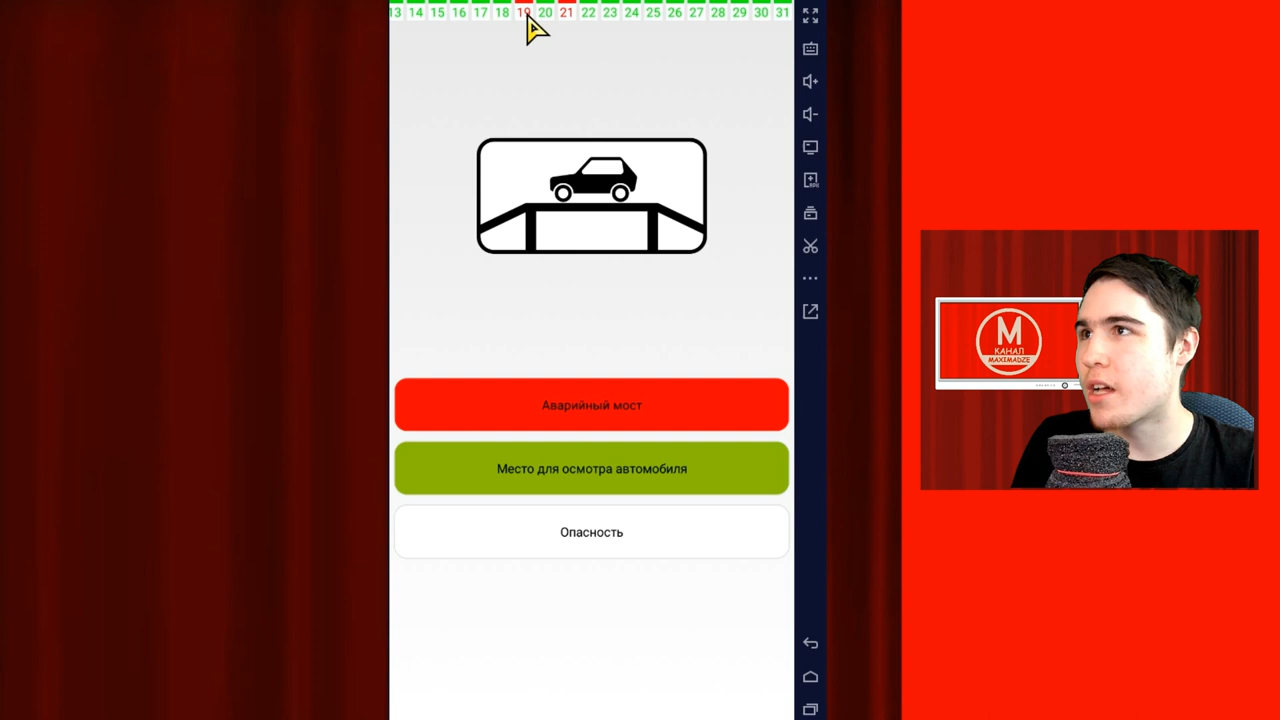 13 14 15 16 17 18 19 20 21 22 23 24 25 26 27 28 29 30 31
Аварийный мост
Место для осмотра автомобиля
Опасность
M
КАНАЛ
MAXIMADZE